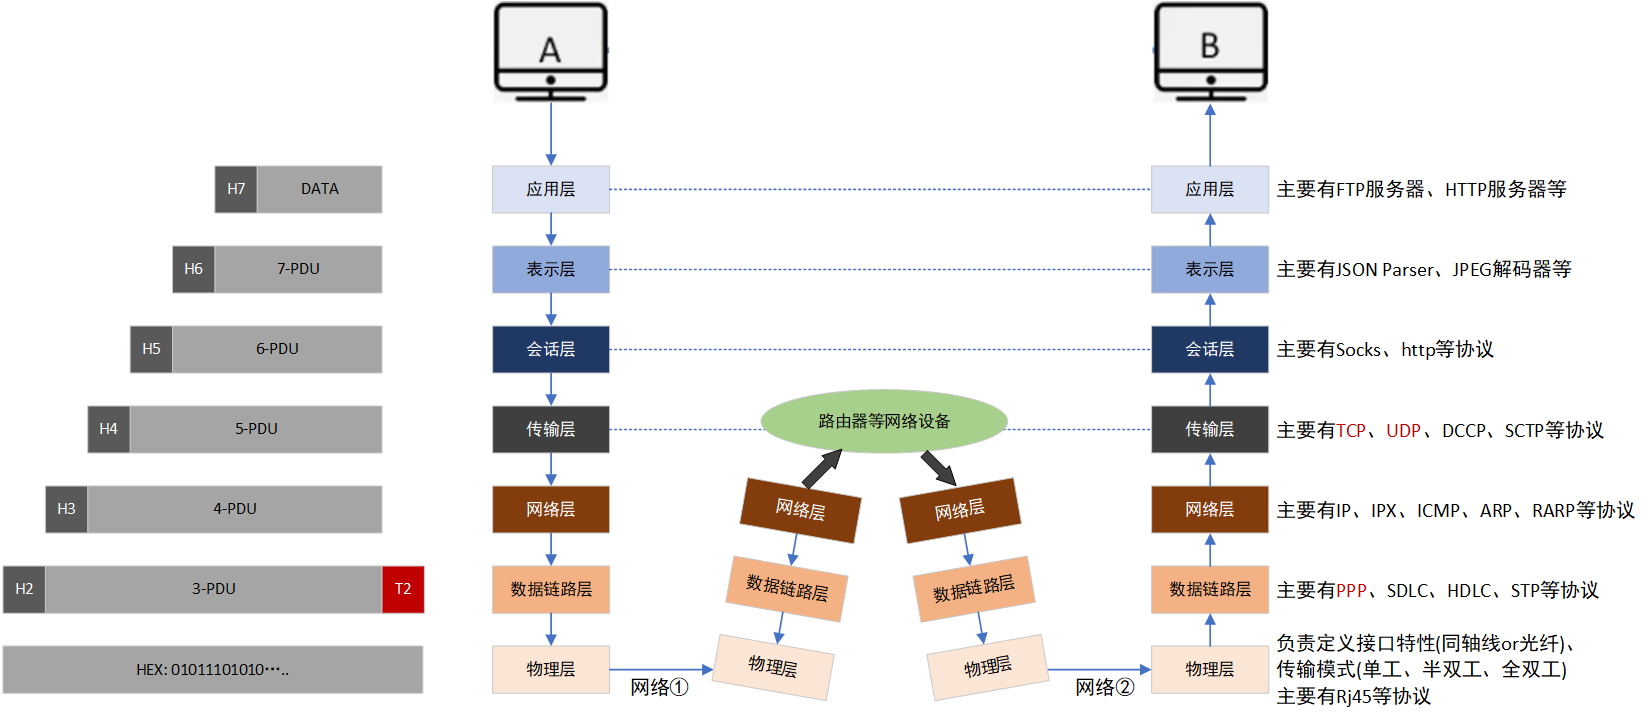 A
B
H7 DATA
应用层
应用层
主要有FTP服务器、HTTP服务器等
H6 7-PDU
表示层
表示层
主要有JSON Parser、JPEG解码器等
H5 6-PDU
会话层
会话层
主要有Socks、http等协议
H4 5-PDU
传输层
路由器等网络设备
传输层
主要有TCP、UDP、DCCP、SCTP等协议
H3 4-PDU
网络层
网络层
网络层
网络层
主要有IP、IPX、ICMP、ARP、RARP等协议
H2 3-PDU T2
数据链路层
数据链路层
数据链路层
数据链路层
主要有PPP、SDLC、HDLC、STP等协议
HEX: 01011101010…..
物理层
网络①
物理层
物理层
网络②
物理层
负责定义接口特性(同轴线or光纤)、
传输模式(单工、半双工、全双工)
主要有Rj45等协议